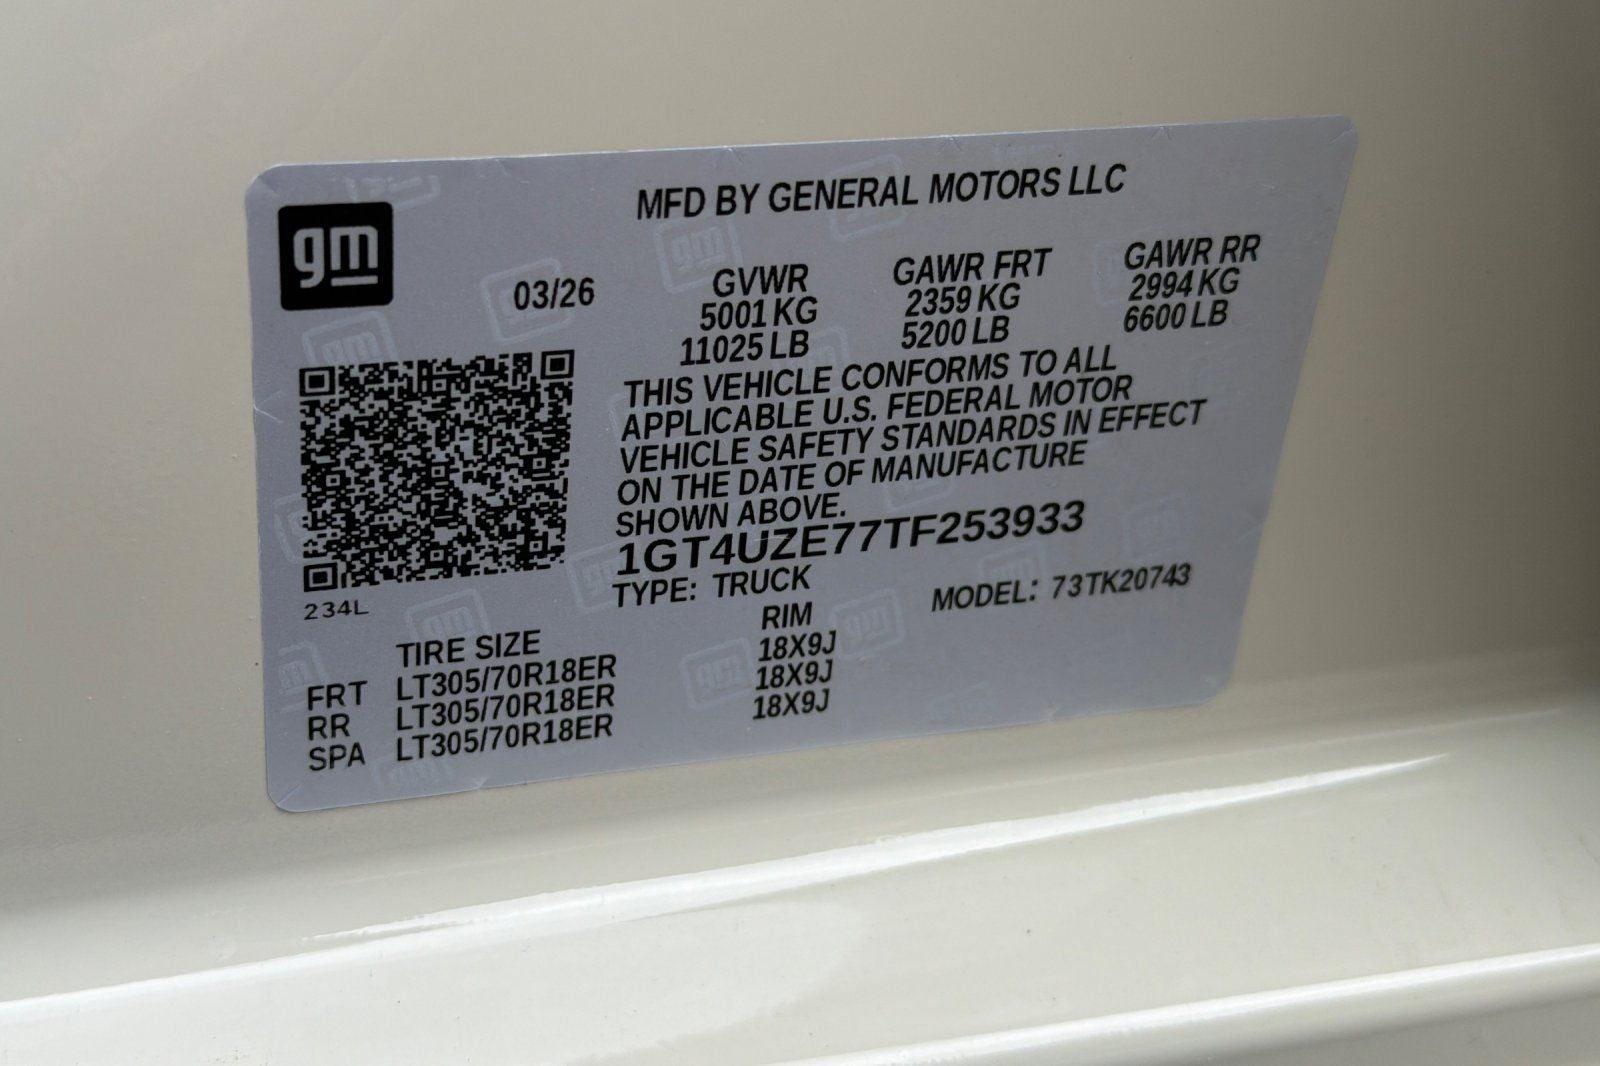 MFD BY GENERAL MOTORS LLC
gm
03/26
GVWR GAWR FRT GAWR RR
5001 KG 2359 KG 2994 KG
11025 LB 5200 LB 6600 LB
THIS VEHICLE CONFORMS TO ALL
APPLICABLE U.S. FEDERAL MOTOR
VEHICLE SAFETY STANDARDS IN EFFECT
ON THE DATE OF MANUFACTURE
SHOWN ABOVE.
1GT4UZE77TF253933
TYPE: TRUCK MODEL: 73TK20743
234L
TIRE SIZE RIM
FRT LT305/70R18ER 18X9J
RR LT305/70R18ER 18X9J
SPA LT305/70R18ER 18X9J